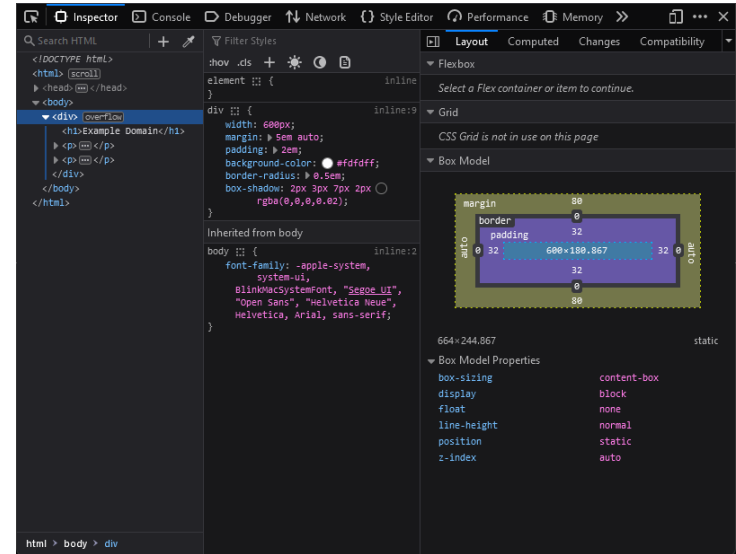 Inspector Console Debugger Network {} Style Editor Performance Memory
Search HTML
<!DOCTYPE html>
<html> scroll
<head> ... </head>
<body>
<div> overflow
<h1>Example Domain</h1>
<p> ... </p>
<p> ... </p>
</div>
</body>
</html>
html > body > div
Filter Styles
:hov .cls +
element { inline
}
div { inline:9
width: 600px;
margin: 5em auto;
padding: 2em;
background-color: #fdfdff;
border-radius: 0.5em;
box-shadow: 2px 3px 7px 2px
rgba(0,0,0,0.02);
}
Inherited from body
body { inline:2
font-family: -apple-system,
system-ui,
BlinkMacSystemFont, "Segoe UI",
"Open Sans", "Helvetica Neue",
Helvetica, Arial, sans-serif;
}
Layout Computed Changes Compatibility
Flexbox
Select a Flex container or item to continue.
Grid
CSS Grid is not in use on this page
Box Model
margin 80
border 0
padding 32
auto 0 32 600×180.867 32 0 auto
32
0
80
664×244.867 static
Box Model Properties
box-sizing content-box
display block
float none
line-height normal
position static
z-index auto